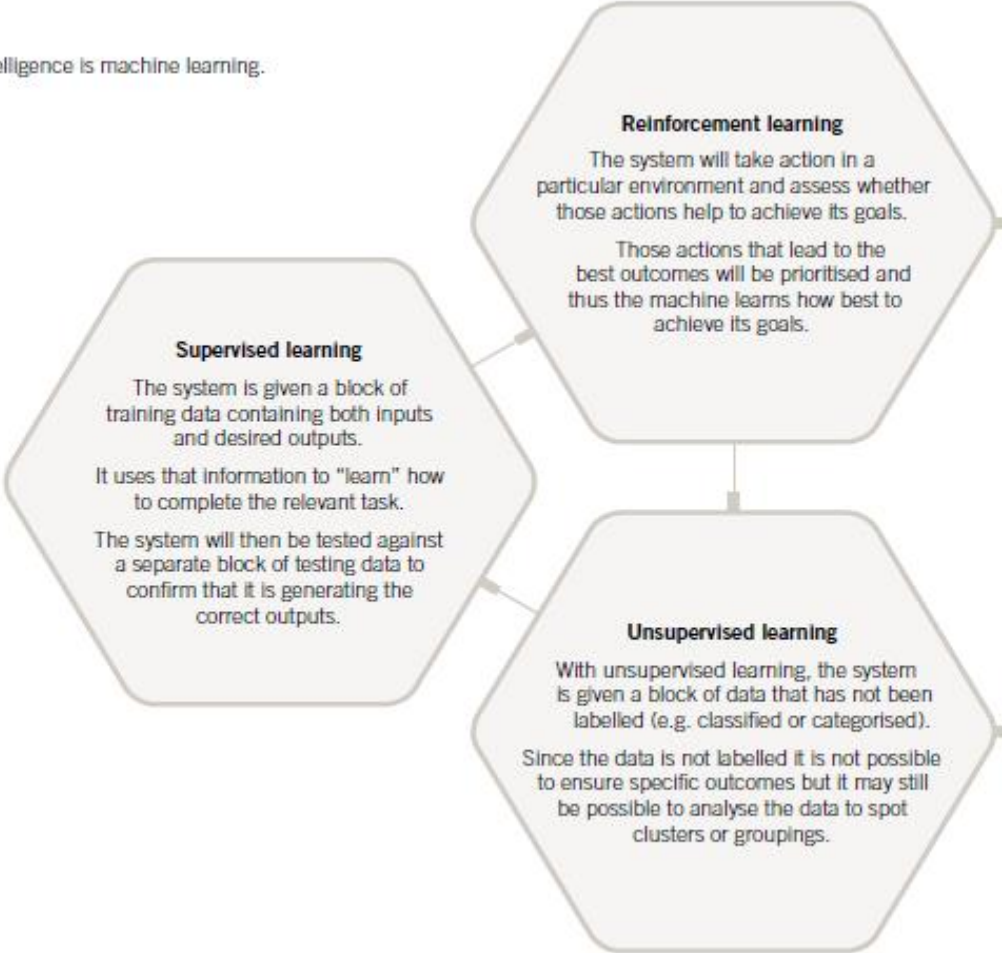 elligence is machine learning.
Reinforcement learning
The system will take action in a
particular environment and assess whether
those actions help to achieve its goals.
Those actions that lead to the
best outcomes will be prioritised and
thus the machine learns how best to
achieve its goals.
Supervised learning
The system is given a block of
training data containing both inputs
and desired outputs.
It uses that information to “learn” how
to complete the relevant task.
The system will then be tested against
a separate block of testing data to
confirm that it is generating the
correct outputs.
Unsupervised learning
With unsupervised learning, the system
is given a block of data that has not been
labelled (e.g. classified or categorised).
Since the data is not labelled it is not possible
to ensure specific outcomes but it may still
be possible to analyse the data to spot
clusters or groupings.